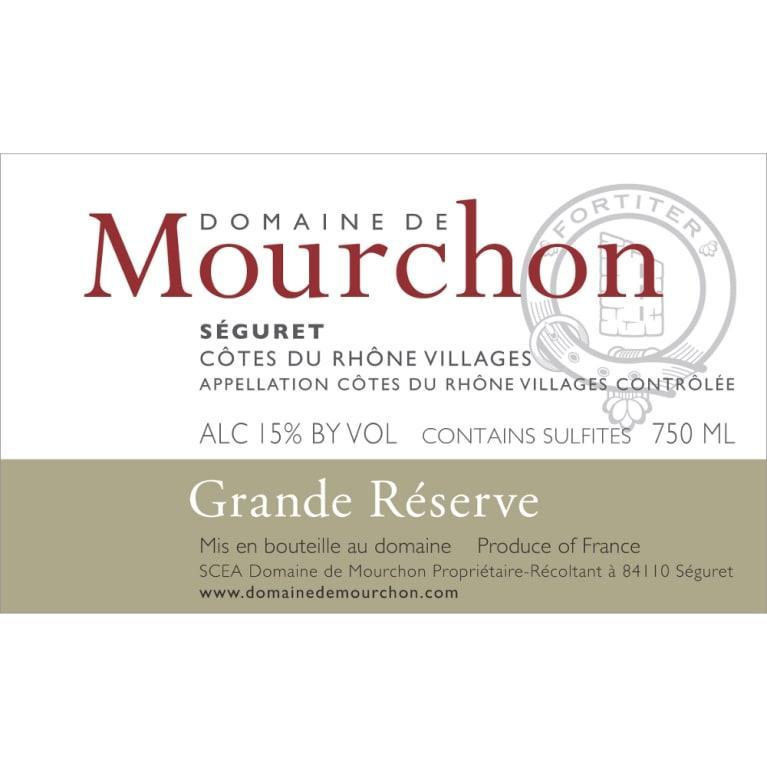 FORTITER
DOMAINE DE
Mourchon
SÉGURET
CÔTES DU RHÔNE VILLAGES
APPELLATION CÔTES DU RHÔNE VILLAGES CONTRÔLÉE
ALC 15% BY VOL CONTAINS SULFITES 750 ML
Grande Réserve
Mis en bouteille au domaine Produce of France
SCEA Domaine de Mourchon Propriétaire-Récoltant à 84110 Séguret
www.domainedemourchon.com